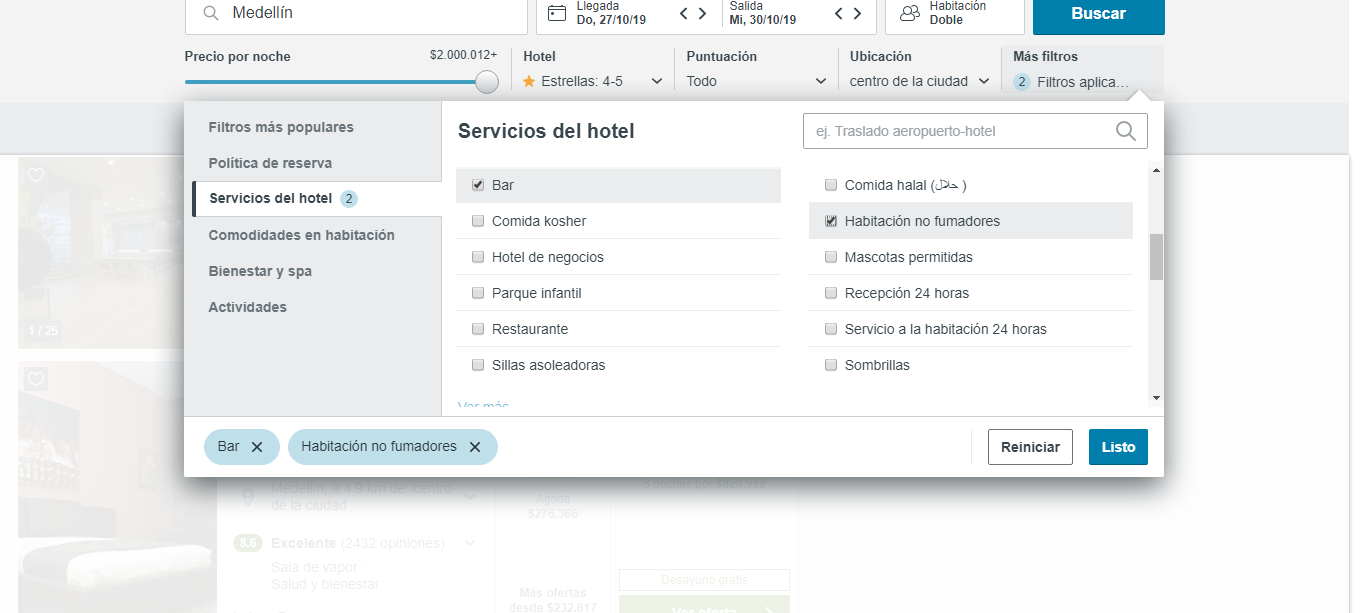 Medellín
Llegada
Do, 27/10/19
Salida
Mi, 30/10/19
Habitación
Doble
Buscar
Precio por noche
$2.000.012+
Hotel
Estrellas: 4-5
Puntuación
Todo
Ubicación
centro de la ciudad
Más filtros
2 Filtros aplica...
Filtros más populares
Política de reserva
Servicios del hotel 2
Comodidades en habitación
Bienestar y spa
Actividades
Servicios del hotel
ej. Traslado aeropuerto-hotel
Bar
Comida kosher
Hotel de negocios
Parque infantil
Restaurante
Sillas asoleadoras
Ver más
Comida halal (حلال )
Habitación no fumadores
Mascotas permitidas
Recepción 24 horas
Servicio a la habitación 24 horas
Sombrillas
Bar
Habitación no fumadores
Reiniciar
Listo
1 / 25
Medellín: a 4.9 km de: centro
de la ciudad
8.6 Excelente (2432 opiniones)
Sala de vapor ·
Salud y bienestar
Agoda
$276.366
Más ofertas
desde $232.617
3 noches por $820.912
Desayuno gratis
Ver oferta